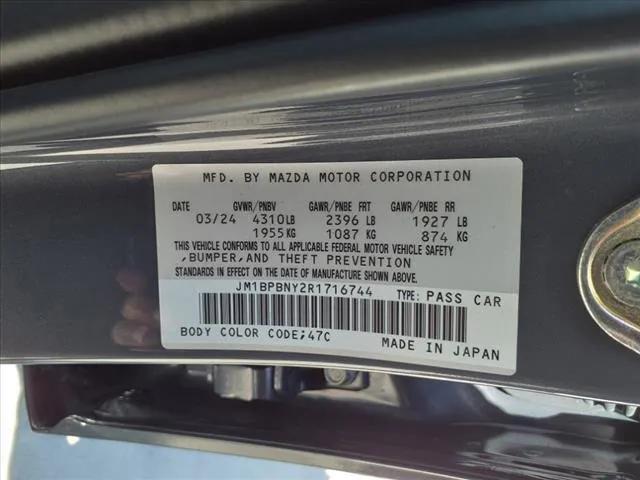 MFD. BY MAZDA MOTOR CORPORATION
DATE GVWR/PNBV GAWR/PNBE FRT GAWR/PNBE RR
03/24 4310LB 2396 LB 1927 LB
1955KG 1087 KG 874 KG
THIS VEHICLE CONFORMS TO ALL APPLICABLE FEDERAL MOTOR VEHICLE SAFETY
,BUMPER,AND THEFT PREVENTION
STANDARDS IN EFFECT ON THE DATE OF MANUFACTURE SHOWN ABOVE.
JM1BPBNY2R1716744 TYPE: PASS CAR
BODY COLOR CODE;47C MADE IN JAPAN